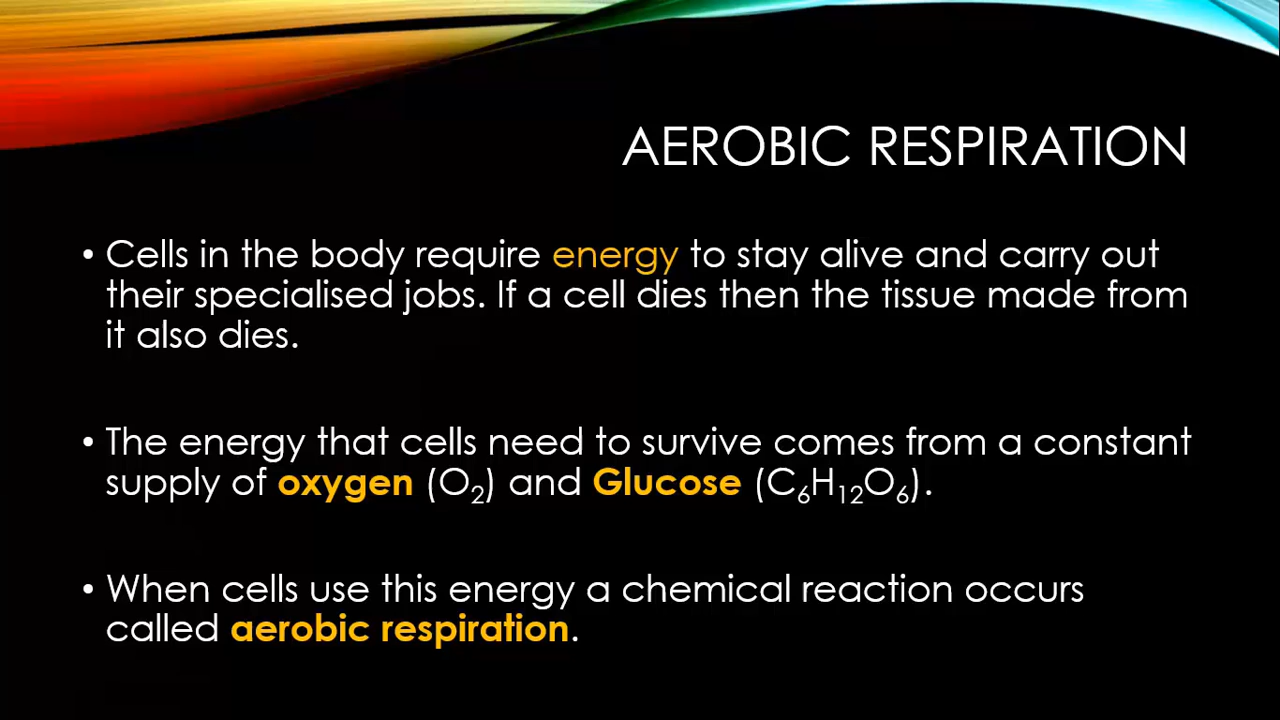 AEROBIC RESPIRATION
• Cells in the body require energy to stay alive and carry out
their specialised jobs. If a cell dies then the tissue made from
it also dies.
• The energy that cells need to survive comes from a constant
supply of oxygen (O₂) and Glucose (C₆H₁₂O₆).
• When cells use this energy a chemical reaction occurs
called aerobic respiration.